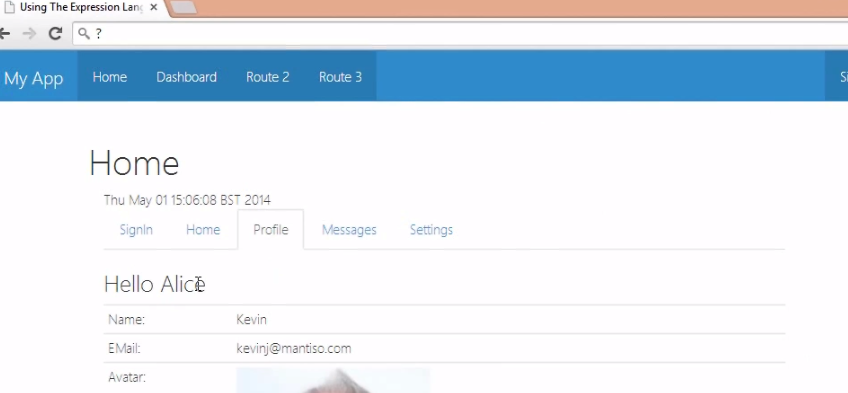 Using The Expression Lang
?
My App Home Dashboard Route 2 Route 3
Home
Thu May 01 15:06:08 BST 2014
SignIn Home Profile Messages Settings
Hello Alice
Name: Kevin
EMail: kevinj@mantiso.com
Avatar: